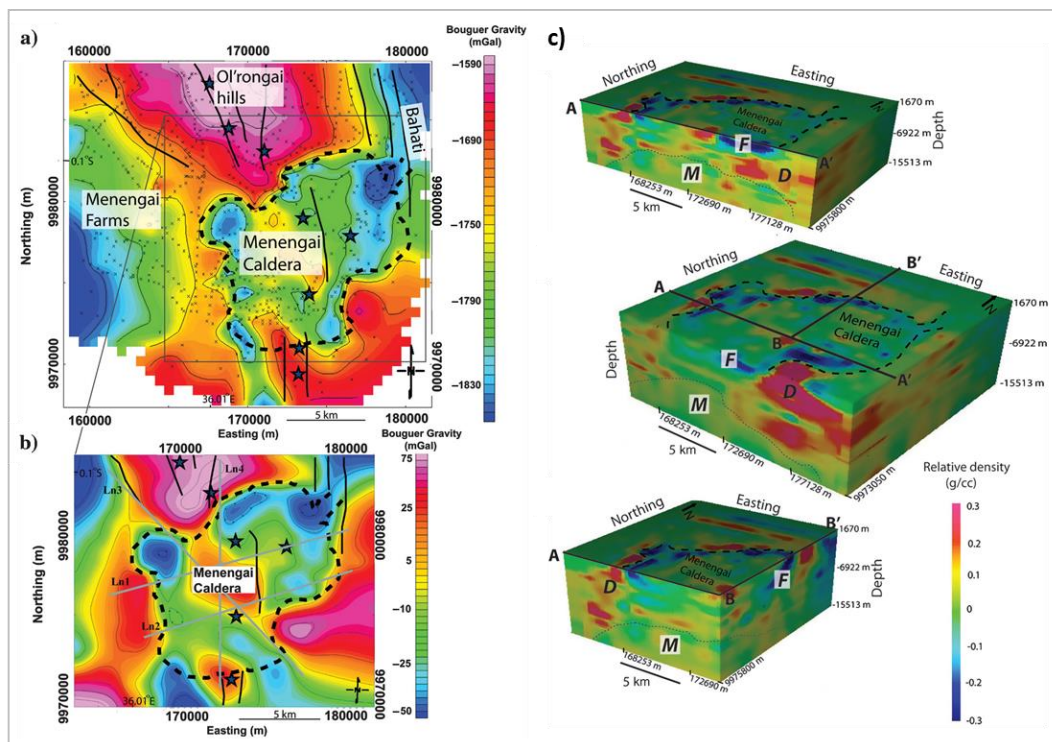 a)
160000 170000 180000
Bouguer Gravity
(mGal)
Ol'rongai
hills
Bahati
0.1°S
Menengai
Farms
Menengai
Caldera
Northing (m)
9980000
9970000
9980000
9970000
36.01°E
5 km
N
160000 170000 180000
Easting (m)
−1590
−1690
−1750
−1790
−1830
b)
170000 180000
Bouguer Gravity
(mGal)
0.1°S
Ln3
Ln4
Ln1
Ln2
Menengai
Caldera
Northing (m)
9980000
9970000
9980000
9970000
36.01°E
5 km
N
170000 180000
Easting (m)
75
25
5
−10
−25
−50
c)
Northing
Easting
A
N
1670 m
Menengai
Caldera
F
-6922 m
Depth
A'
M
D
-15513 m
168253 m
172690 m
177128 m
9975800 m
5 km
Northing
B'
Easting
A
N
1670 m
Menengai
Caldera
B
-6922 m
Depth
F
Depth
A'
-15513 m
D
M
168253 m
172690 m
177128 m
9973050 m
5 km
Relative density
(g/cc)
0.3
0.2
0.1
0
-0.1
-0.2
-0.3
Northing
Easting
N
B'
A
1670 m
Menengai
Caldera
D
B
F
-6922 m
Depth
-15513 m
M
168253 m
172690 m
9975800 m
5 km